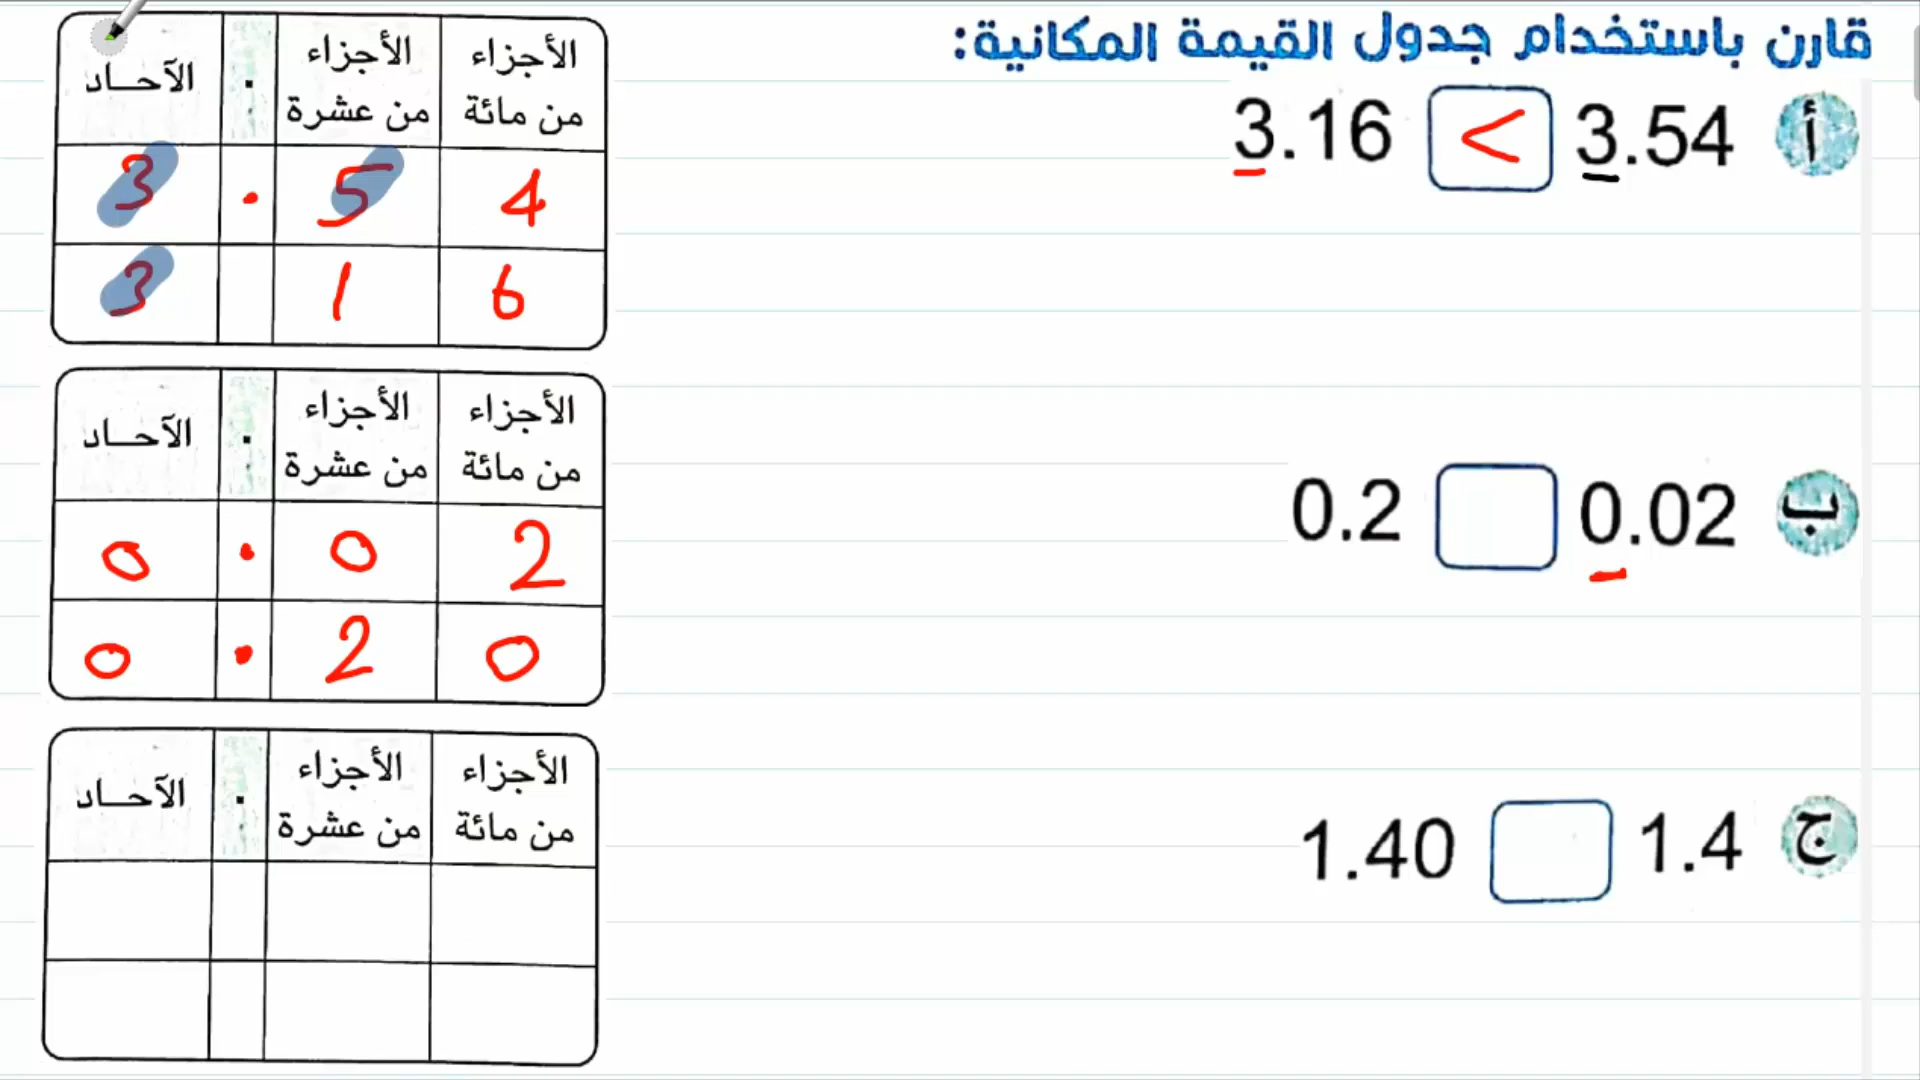 قارن باستخدام جدول القيمة المكانية:
أ 3.54 < 3.16
ب 0.02 0.2
ج 1.4 1.40
الآحاد . الأجزاء من عشرة الأجزاء من مائة
3 . 5 4
3 1 6
الآحاد . الأجزاء من عشرة الأجزاء من مائة
0 . 0 2
0 . 2 0
الآحاد . الأجزاء من عشرة الأجزاء من مائة